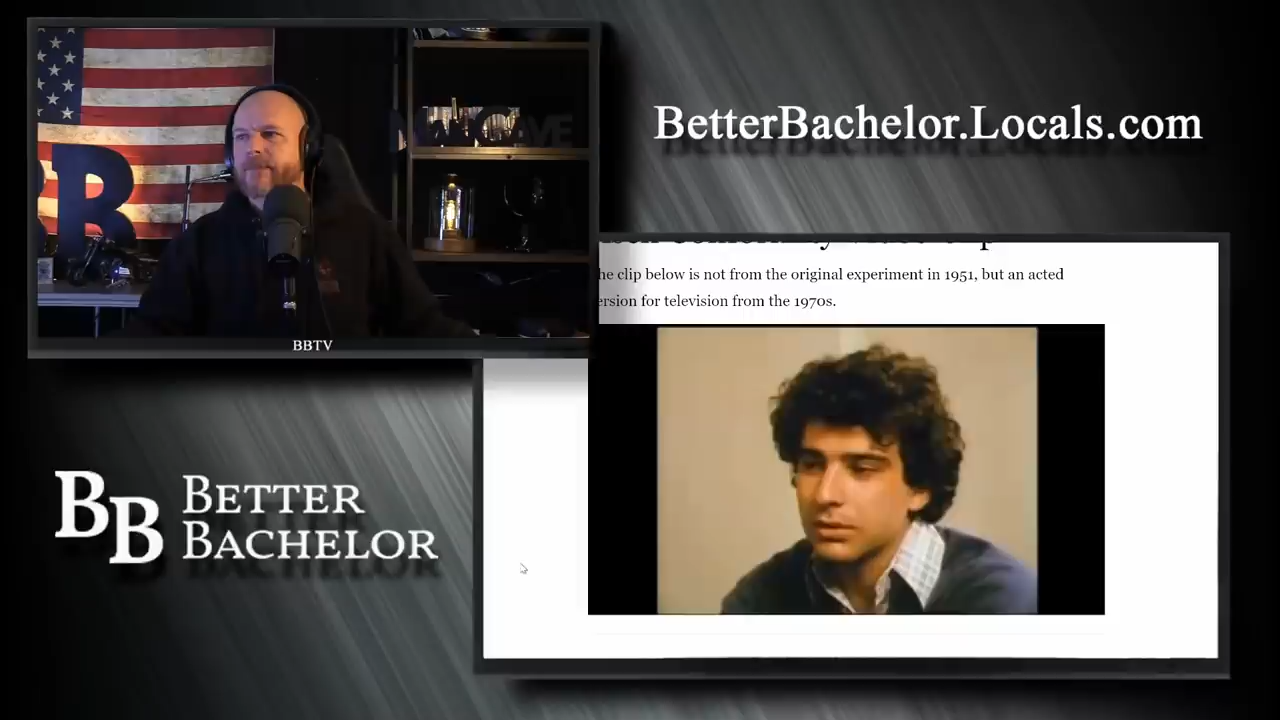 BetterBachelor.Locals.com
B
MANCAVE
he clip below is not from the original experiment in 1951, but an acted
ersion for television from the 1970s.
BBTV
BB BETTER
BACHELOR